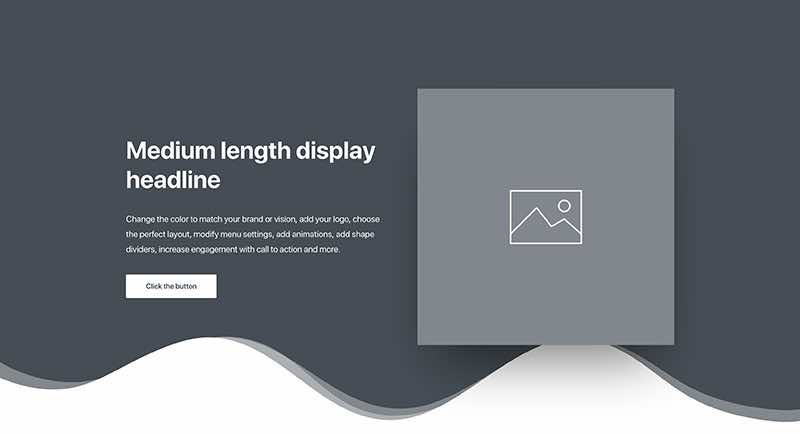 Medium length display
headline
Change the color to match your brand or vision, add your logo, choose
the perfect layout, modify menu settings, add animations, add shape
dividers, increase engagement with call to action and more.
Click the button